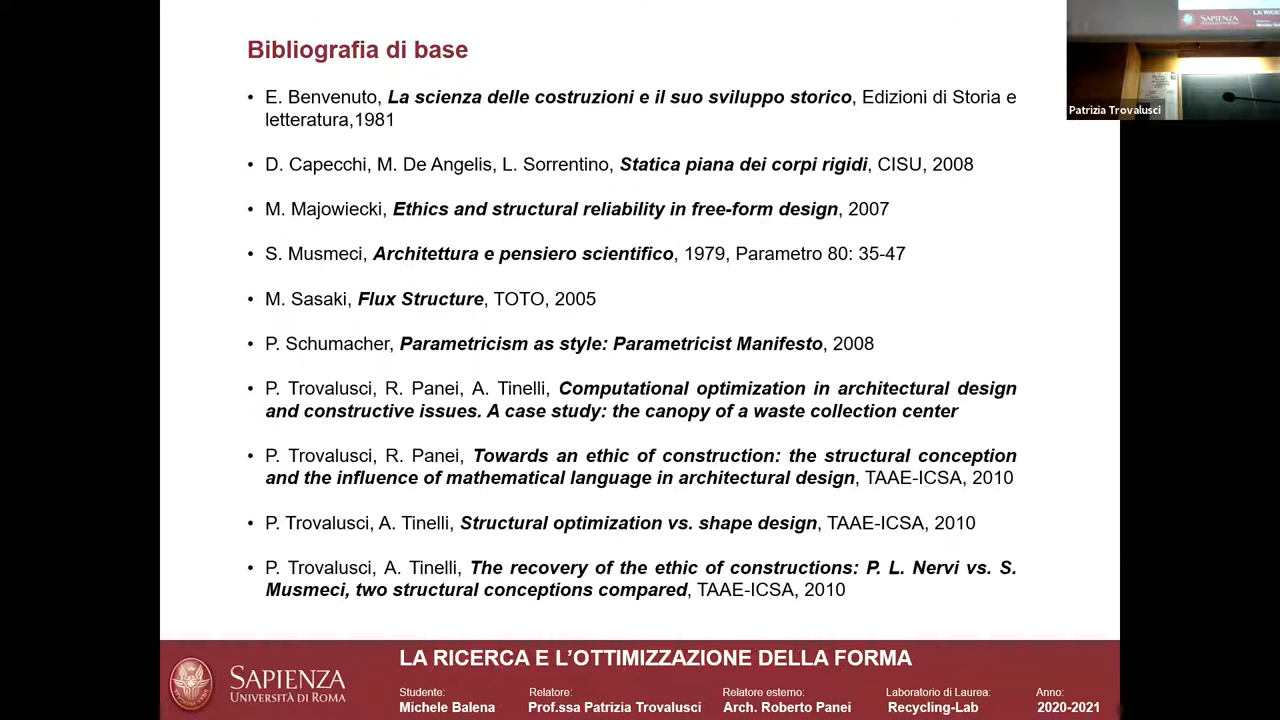 Bibliografia di base
• E. Benvenuto, La scienza delle costruzioni e il suo sviluppo storico, Edizioni di Storia e
letteratura,1981
• D. Capecchi, M. De Angelis, L. Sorrentino, Statica piana dei corpi rigidi, CISU, 2008
• M. Majowiecki, Ethics and structural reliability in free-form design, 2007
• S. Musmeci, Architettura e pensiero scientifico, 1979, Parametro 80: 35-47
• M. Sasaki, Flux Structure, TOTO, 2005
• P. Schumacher, Parametricism as style: Parametricist Manifesto, 2008
• P. Trovalusci, R. Panei, A. Tinelli, Computational optimization in architectural design
and constructive issues. A case study: the canopy of a waste collection center
• P. Trovalusci, R. Panei, Towards an ethic of construction: the structural conception
and the influence of mathematical language in architectural design, TAAE-ICSA, 2010
• P. Trovalusci, A. Tinelli, Structural optimization vs. shape design, TAAE-ICSA, 2010
• P. Trovalusci, A. Tinelli, The recovery of the ethic of constructions: P. L. Nervi vs. S.
Musmeci, two structural conceptions compared, TAAE-ICSA, 2010
SAPIENZA
UNIVERSITÀ DI ROMA
LA RICERCA E L’OTTIMIZZAZIONE DELLA FORMA
Studente: Relatore: Relatore esterno: Laboratorio di Laurea: Anno:
Michele Balena Prof.ssa Patrizia Trovalusci Arch. Roberto Panei Recycling-Lab 2020-2021
SAPIENZA
Patrizia Trovalusci